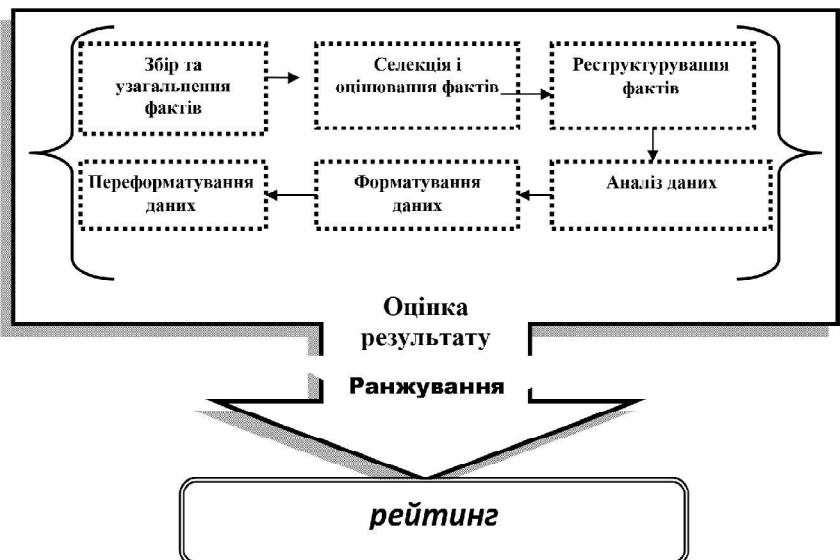 Збір та
узагальнення
фактів
Селекція і
оцінювання фактів
Реструктурування
фактів
Аналіз даних
Форматування
даних
Переформатування
даних
Оцінка
результату
Ранжування
рейтинг